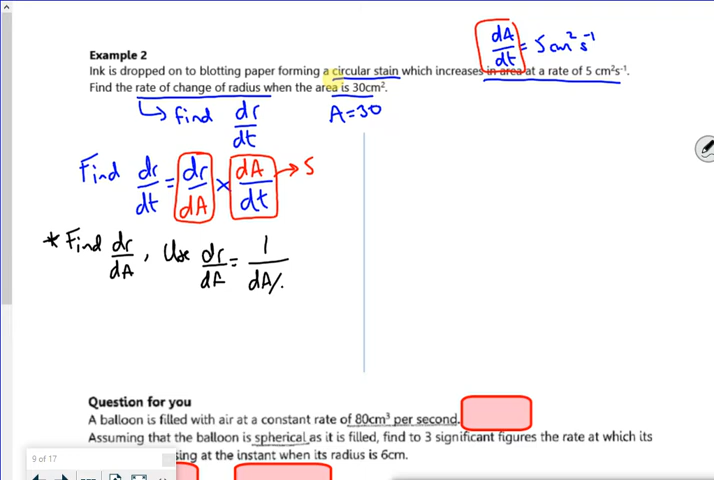 dA/dt = 5 cm² s⁻¹
Example 2
Ink is dropped on to blotting paper forming a circular stain which increases in area at a rate of 5 cm²s⁻¹.
Find the rate of change of radius when the area is 30cm².
↳ find dr/dt
A=30
Find dr/dt = dr/dA × dA/dt → 5
* Find dr/dA, Use dr/dA = 1/dA/.
Question for you
A balloon is filled with air at a constant rate of 80cm³ per second.
Assuming that the balloon is spherical as it is filled, find to 3 significant figures the rate at which its
sing at the instant when its radius is 6cm.
9 of 17